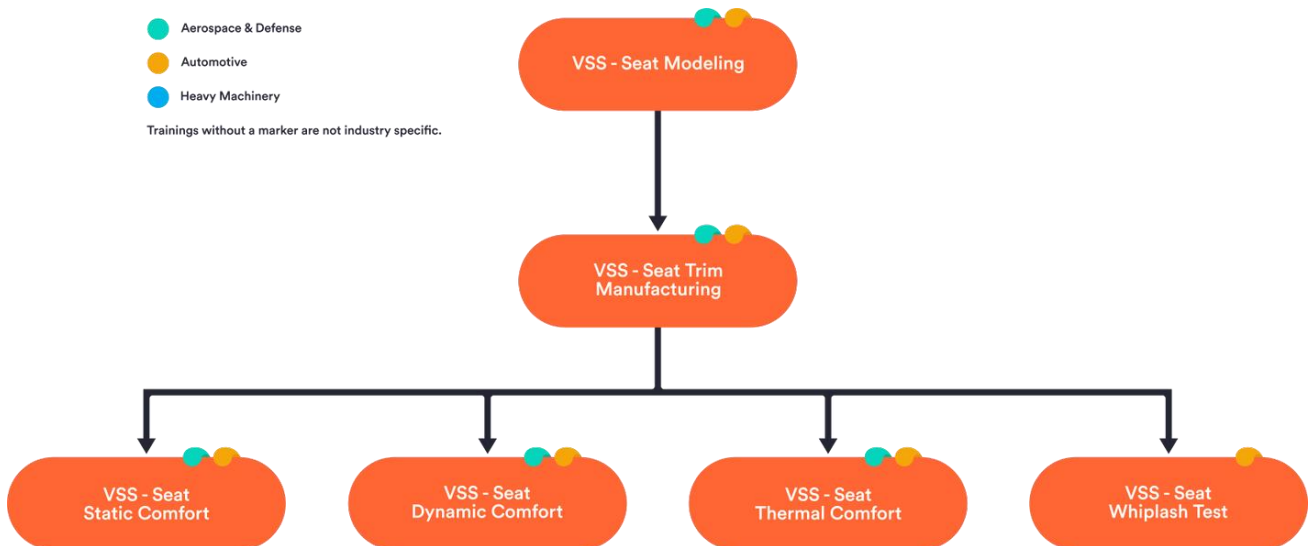 Aerospace & Defense
Automotive
Heavy Machinery
Trainings without a marker are not industry specific.
VSS - Seat Modeling
VSS - Seat Trim
Manufacturing
VSS - Seat
Static Comfort
VSS - Seat
Dynamic Comfort
VSS - Seat
Thermal Comfort
VSS - Seat
Whiplash Test